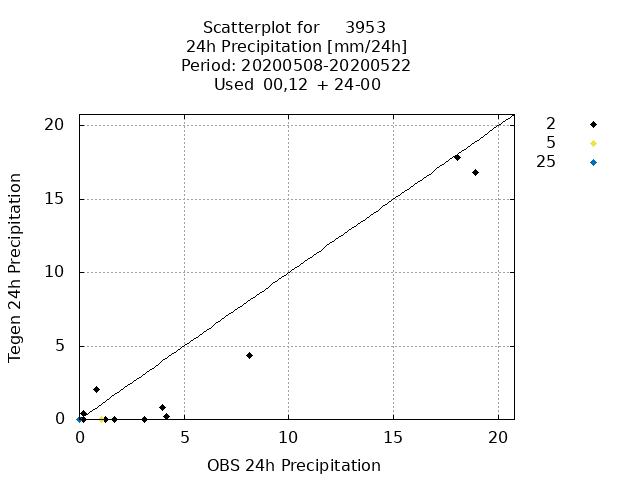 Scatterplot for 3953
24h Precipitation [mm/24h]
Period: 20200508-20200522
Used 00,12 + 24-00
2
5
25
20
15
10
5
0
0 5 10 15 20
Tegen 24h Precipitation
OBS 24h Precipitation